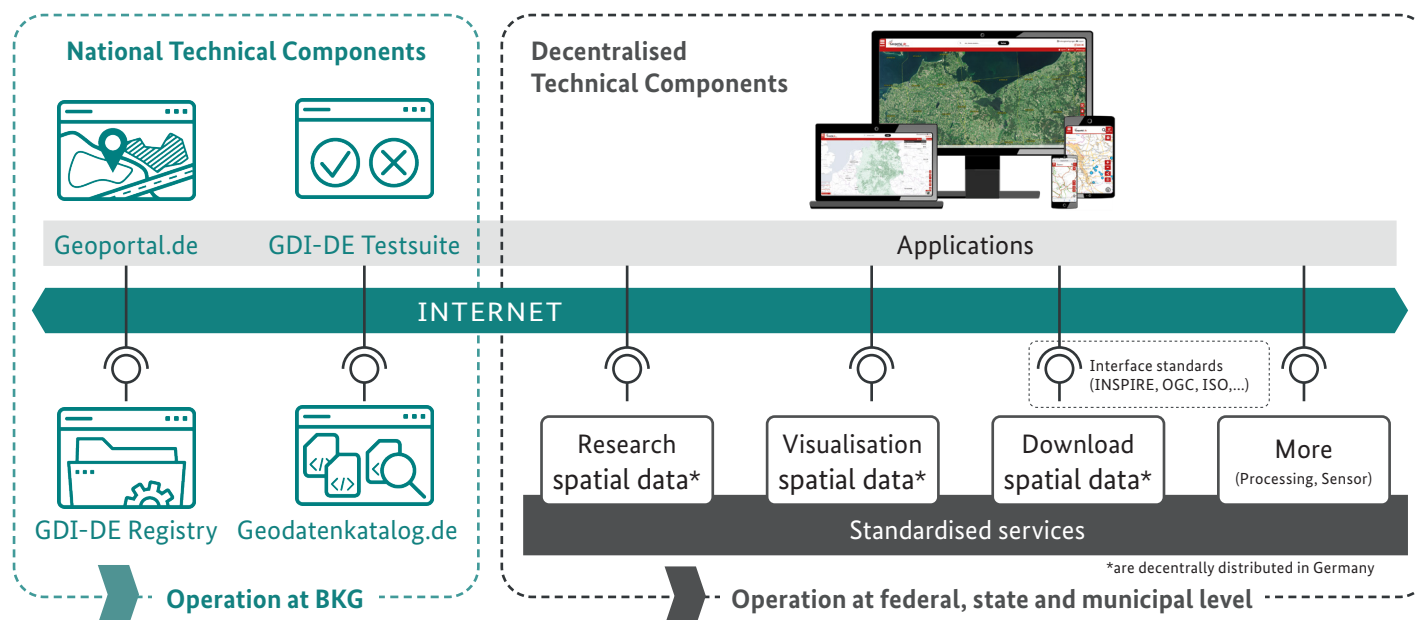 National Technical Components
Decentralised
Technical Components
Geoportal.de
GDI-DE Testsuite
Applications
INTERNET
Interface standards
(INSPIRE, OGC, ISO,...)
Research
spatial data*
Visualisation
spatial data*
Download
spatial data*
More
(Processing, Sensor)
GDI-DE Registry
Geodatenkatalog.de
Standardised services
*are decentrally distributed in Germany
Operation at BKG
Operation at federal, state and municipal level